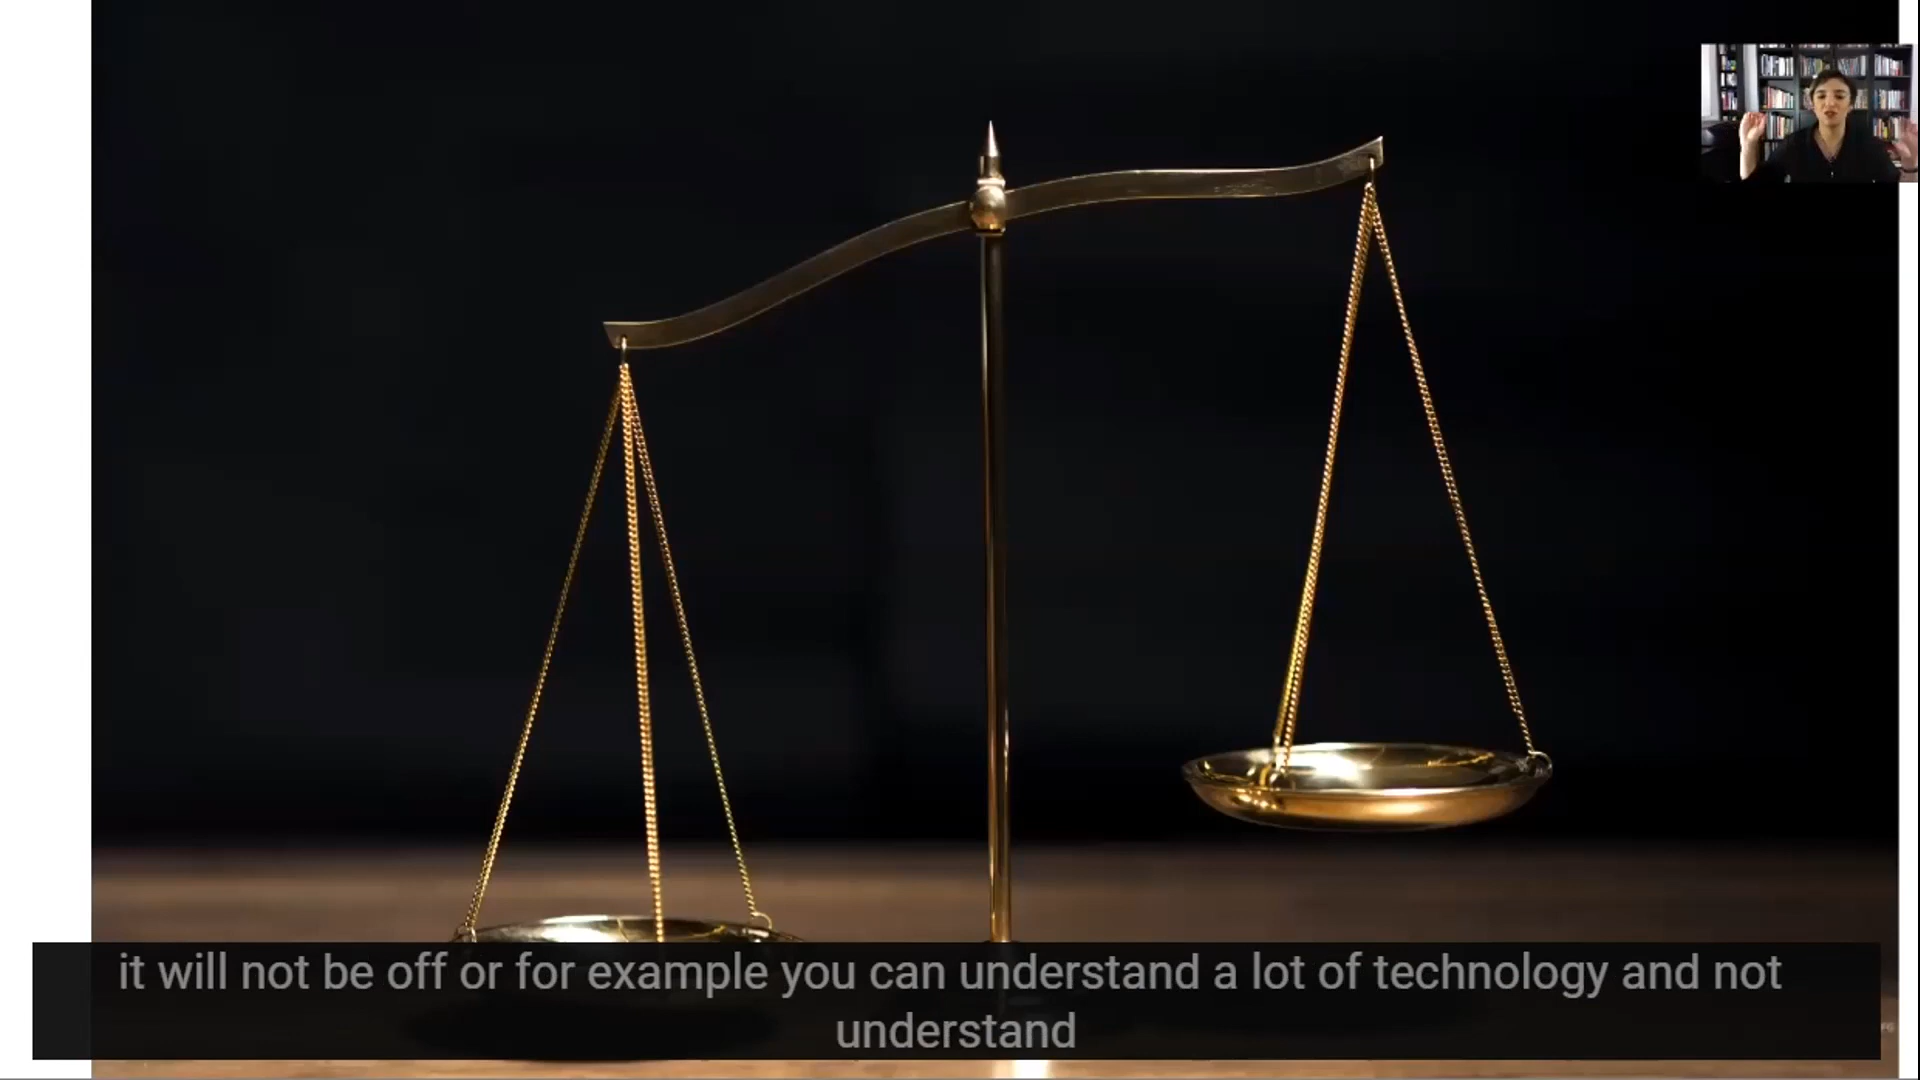 it will not be off or for example you can understand a lot of technology and not
understand